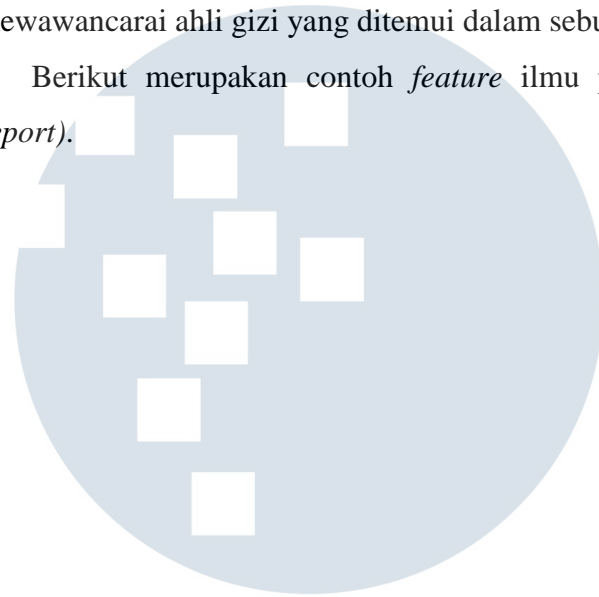 ewawancarai ahli gizi yang ditemui dalam sebu
Berikut merupakan contoh feature ilmu
port).